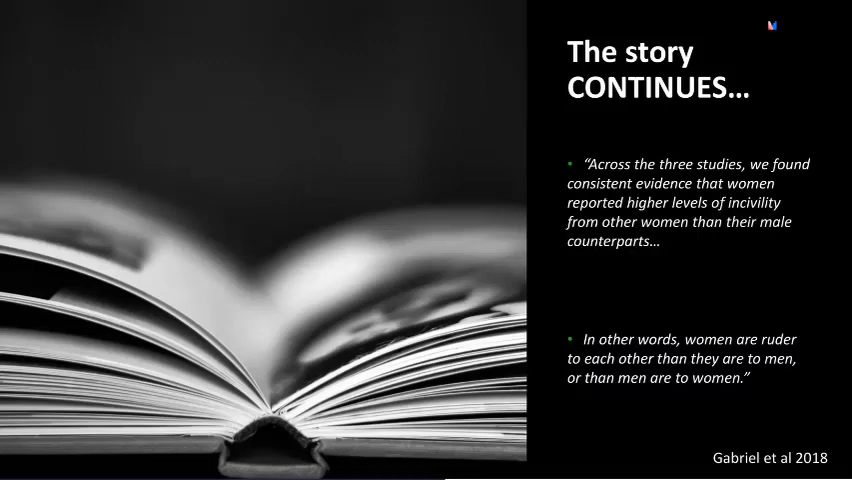 The story
CONTINUES…
• “Across the three studies, we found
consistent evidence that women
reported higher levels of incivility
from other women than their male
counterparts…
• In other words, women are ruder
to each other than they are to men,
or than men are to women.”
Gabriel et al 2018